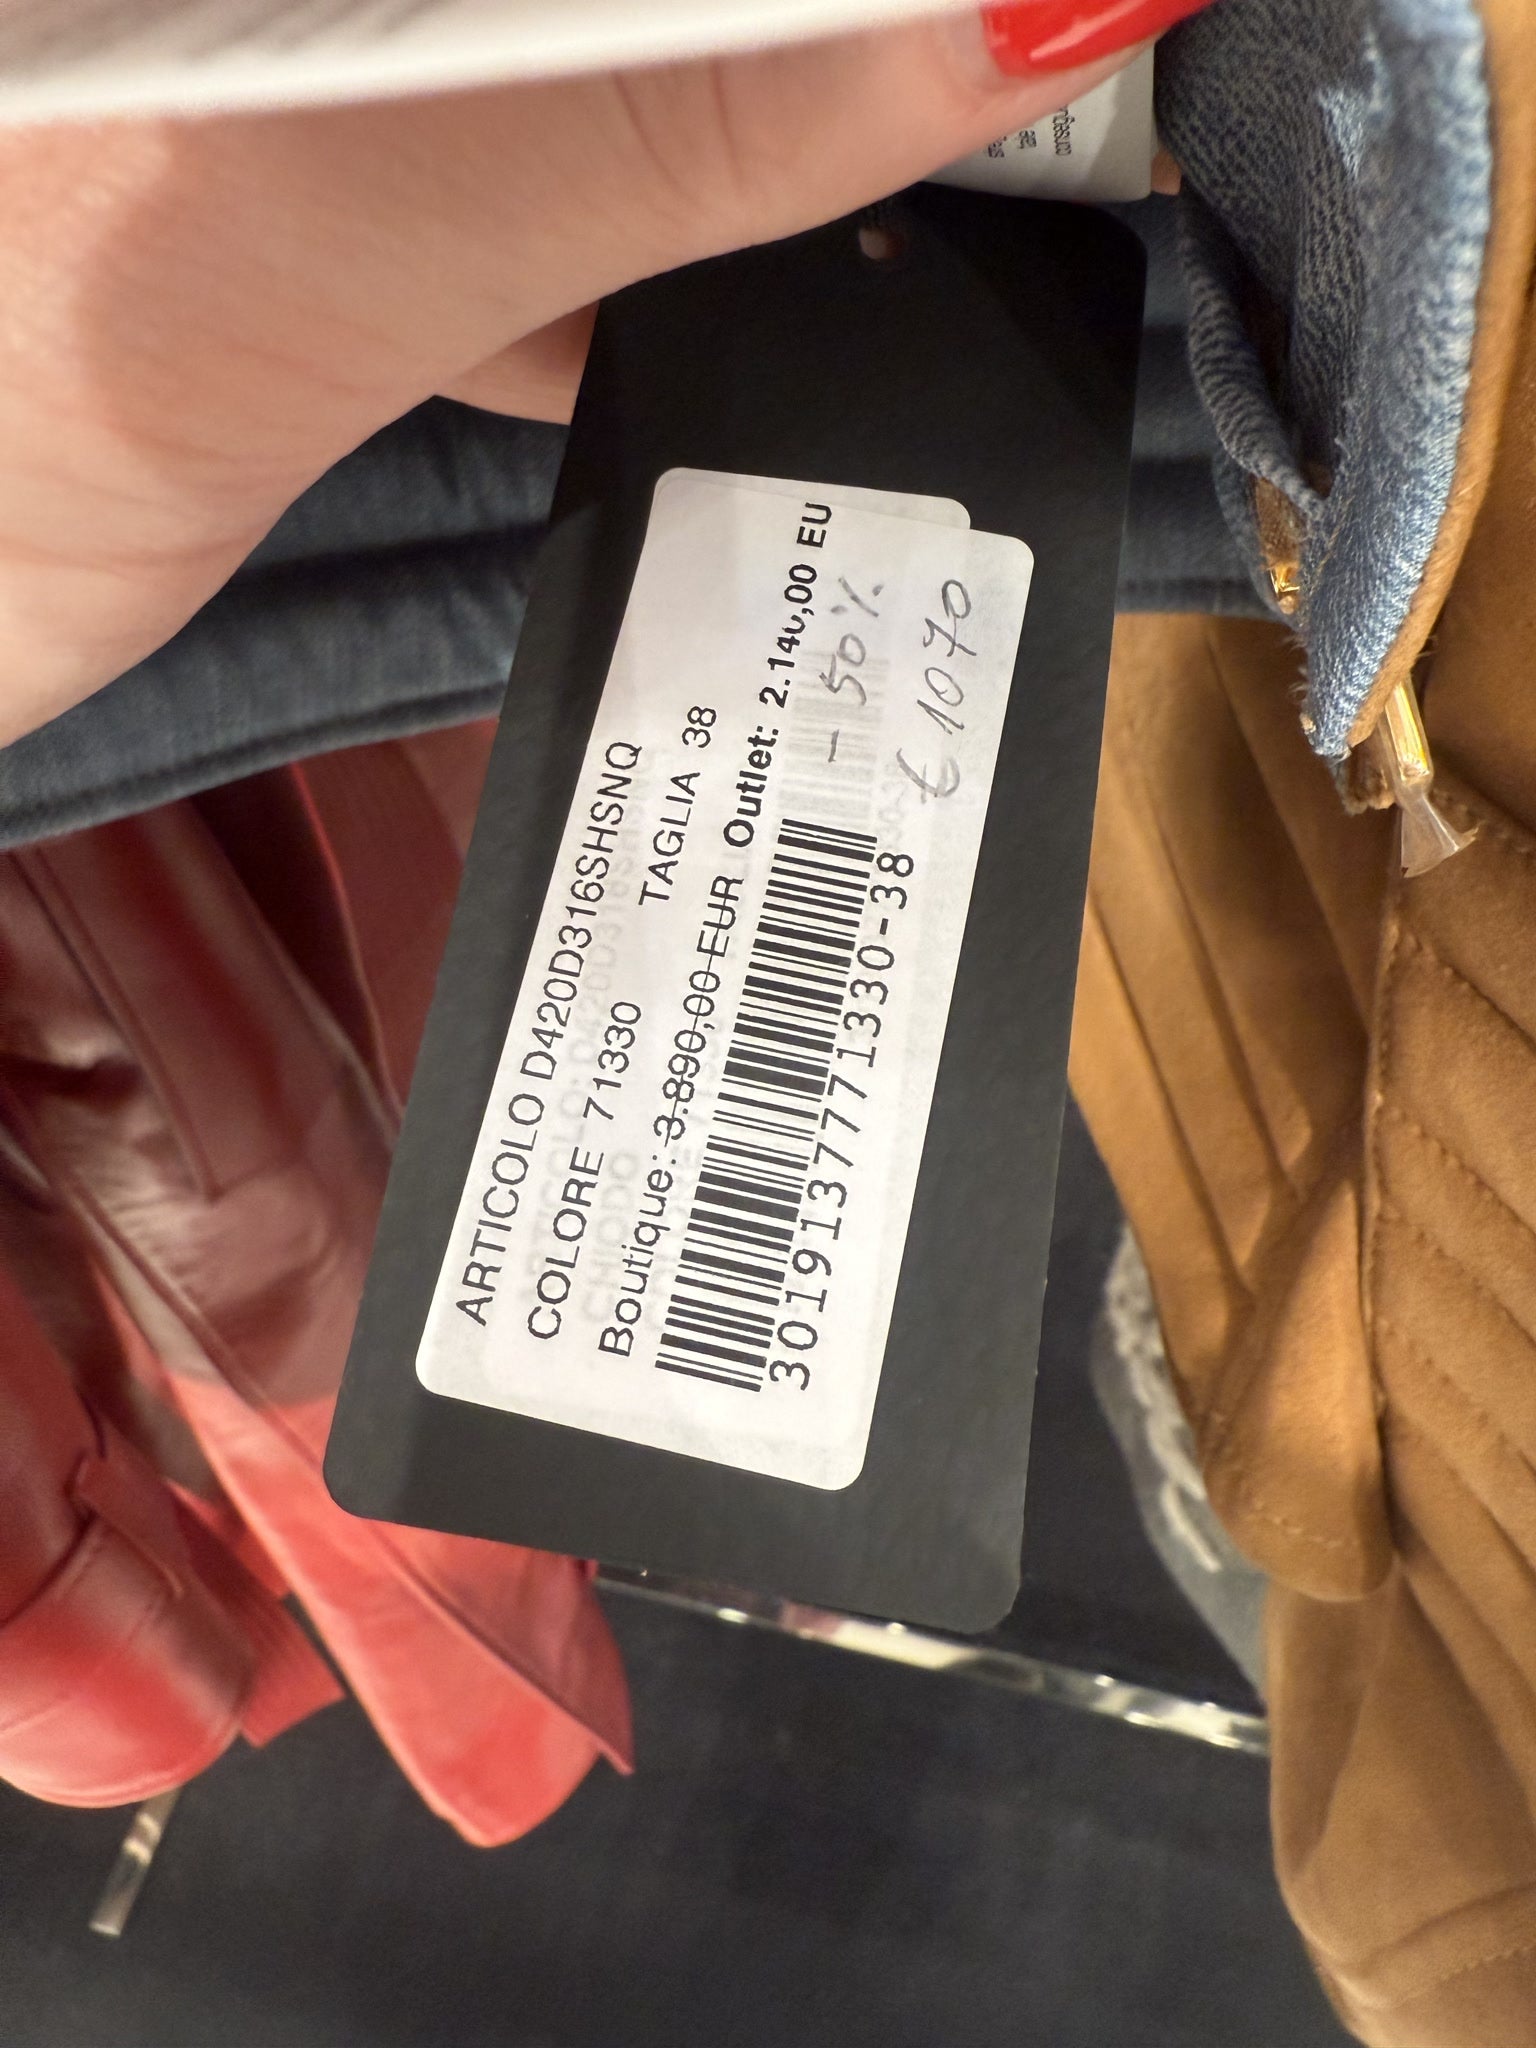 ARTICOLO D420D316SHSNQ
COLORE 71330 TAGLIA 38
Boutique: 3.890,00 EUR Outlet: 2.140,00 EU
- 50%
3019137771330-38
€ 1070